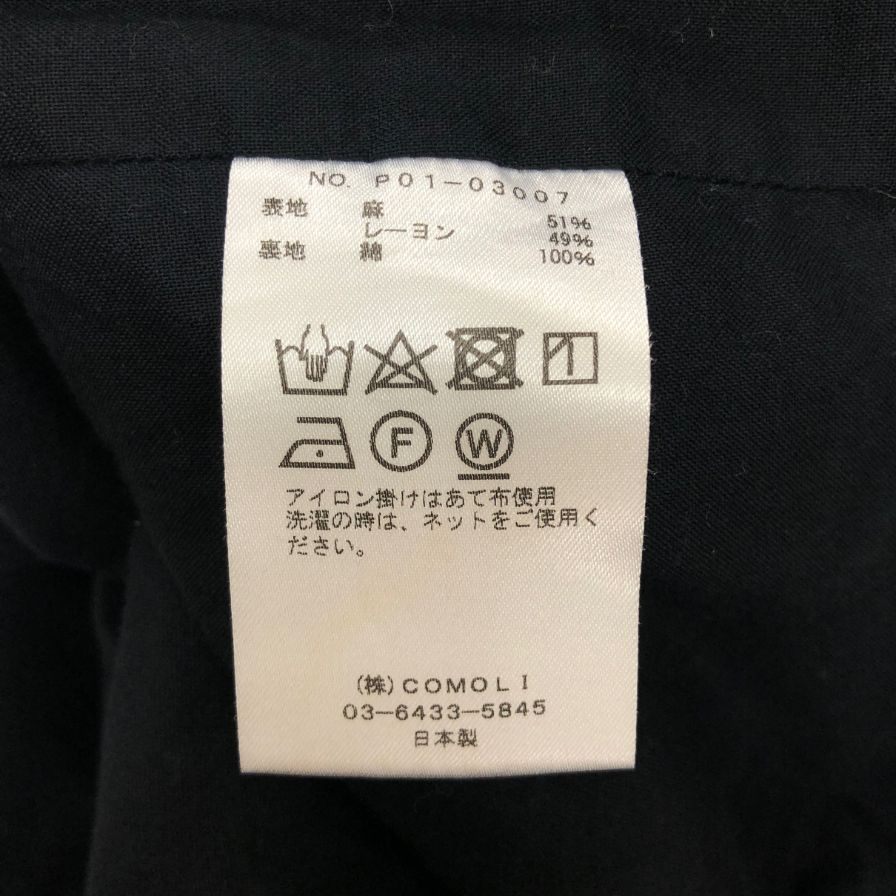 NO. P01-03007
表地 麻 51%
レーヨン 49%
裏地 綿 100%
F W
アイロン掛けはあて布使用
洗濯の時は、ネットをご使用く
ださい。
(株)COMOLI
03-6433-5845
日本製